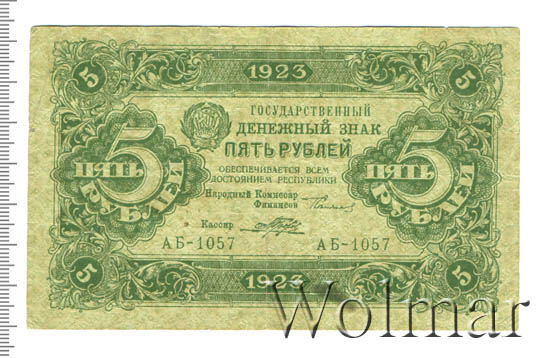 5 1923 5
ГОСУДАРСТВЕННЫЙ
ДЕНЕЖНЫЙ ЗНАК
ПЯТЬ РУБЛЕЙ
5 ПЯТЬ РУБЛЕЙ
5 ПЯТЬ РУБЛЕЙ
ОБЕСПЕЧИВАЕТСЯ ВСЕМ
ДОСТОЯНИЕМ РЕСПУБЛИКИ
Народный Комиссар
Финансов
Кассир
АБ-1057 АБ-1057
5 1923 5
Wolmar